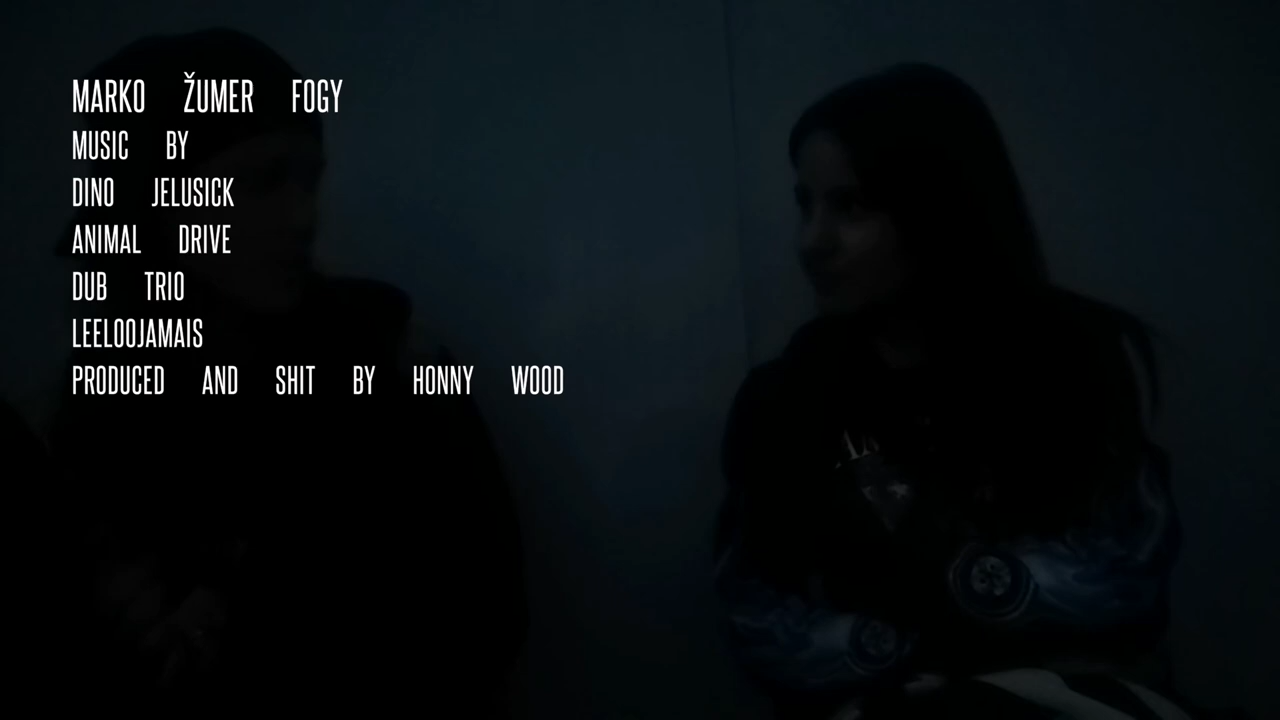 MARKO ŽUMER FOGY
MUSIC BY
DINO JELUSICK
ANIMAL DRIVE
DUB TRIO
LEELOOJAMAIS
PRODUCED AND SHIT BY HONNY WOOD